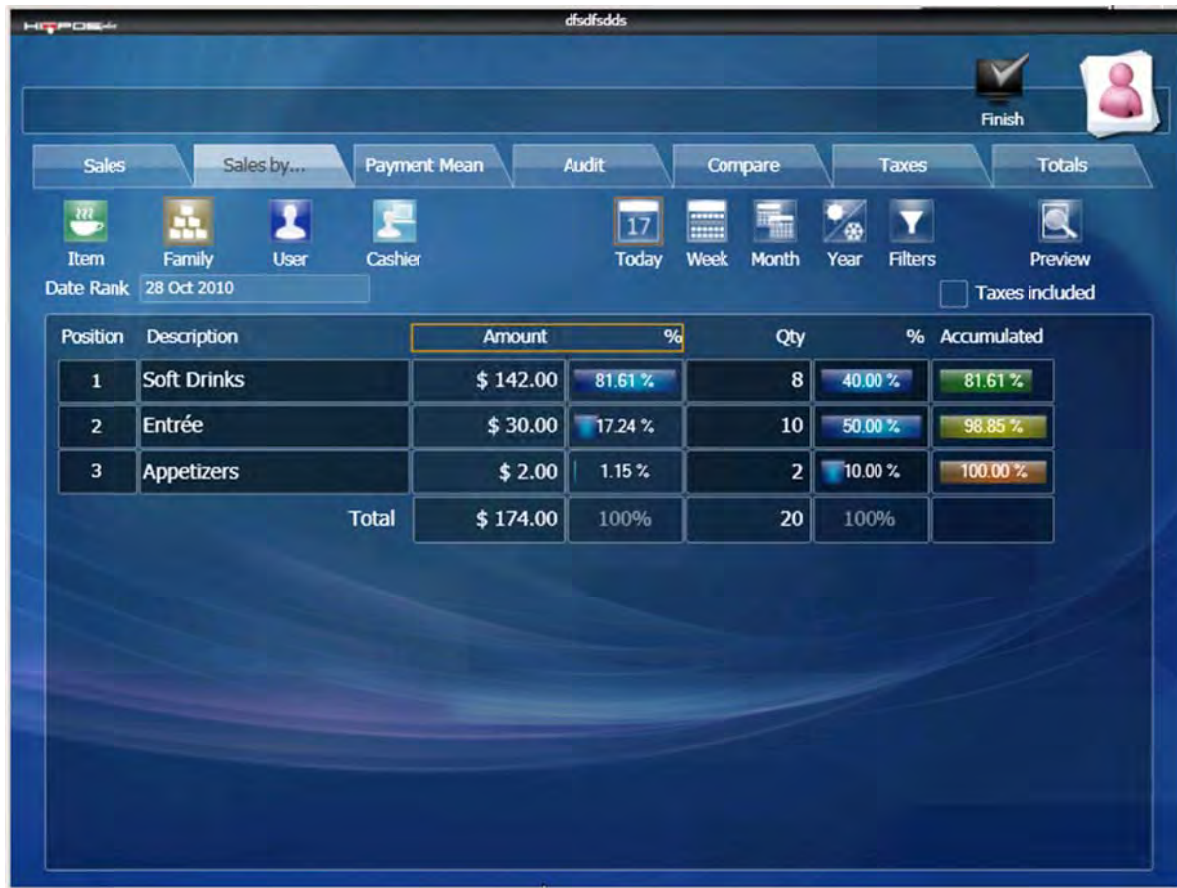 HIOPOS
dfsdfsdds
Finish
Sales Sales by... Payment Mean Audit Compare Taxes Totals
17
Item Family User Cashier Today Week Month Year Filters Preview
Date Rank 28 Oct 2010 Taxes included
Position Description Amount % Qty % Accumulated
1 Soft Drinks $ 142.00 81.61 % 8 40.00 % 81.61 %
2 Entrée $ 30.00 17.24 % 10 50.00 % 98.85 %
3 Appetizers $ 2.00 1.15 % 2 10.00 % 100.00 %
Total $ 174.00 100% 20 100%